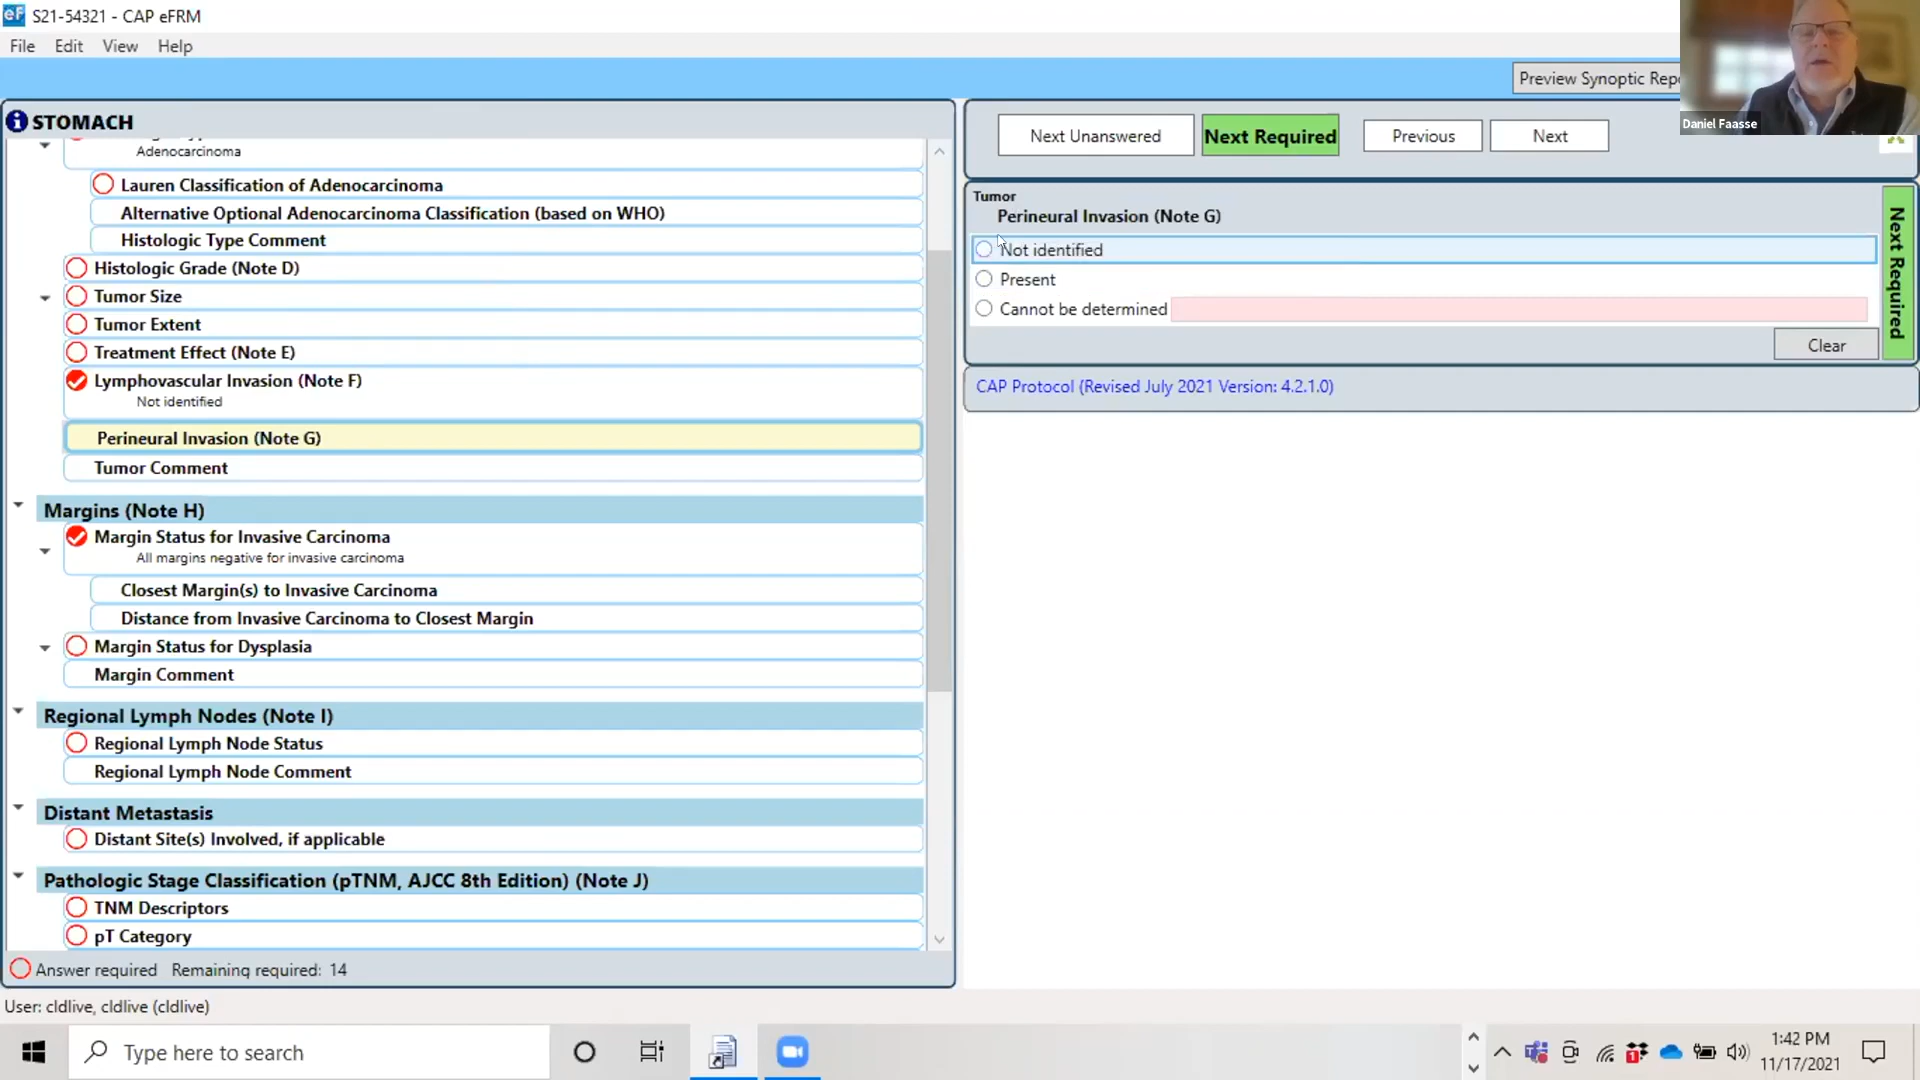 S21-54321 - CAP eFRM
File Edit View Help
Preview Synoptic Repo
Daniel Faasse
STOMACH
Adenocarcinoma
Lauren Classification of Adenocarcinoma
Alternative Optional Adenocarcinoma Classification (based on WHO)
Histologic Type Comment
Histologic Grade (Note D)
Tumor Size
Tumor Extent
Treatment Effect (Note E)
Lymphovascular Invasion (Note F)
Not identified
Perineural Invasion (Note G)
Tumor Comment
Margins (Note H)
Margin Status for Invasive Carcinoma
All margins negative for invasive carcinoma
Closest Margin(s) to Invasive Carcinoma
Distance from Invasive Carcinoma to Closest Margin
Margin Status for Dysplasia
Margin Comment
Regional Lymph Nodes (Note I)
Regional Lymph Node Status
Regional Lymph Node Comment
Distant Metastasis
Distant Site(s) Involved, if applicable
Pathologic Stage Classification (pTNM, AJCC 8th Edition) (Note J)
TNM Descriptors
pT Category
Answer required Remaining required: 14
Next Unanswered Next Required Previous Next
Tumor
Perineural Invasion (Note G)
Not identified
Present
Cannot be determined
Clear
Next Required
CAP Protocol (Revised July 2021 Version: 4.2.1.0)
User: cldlive, cldlive (cldlive)
Type here to search
1:42 PM
11/17/2021